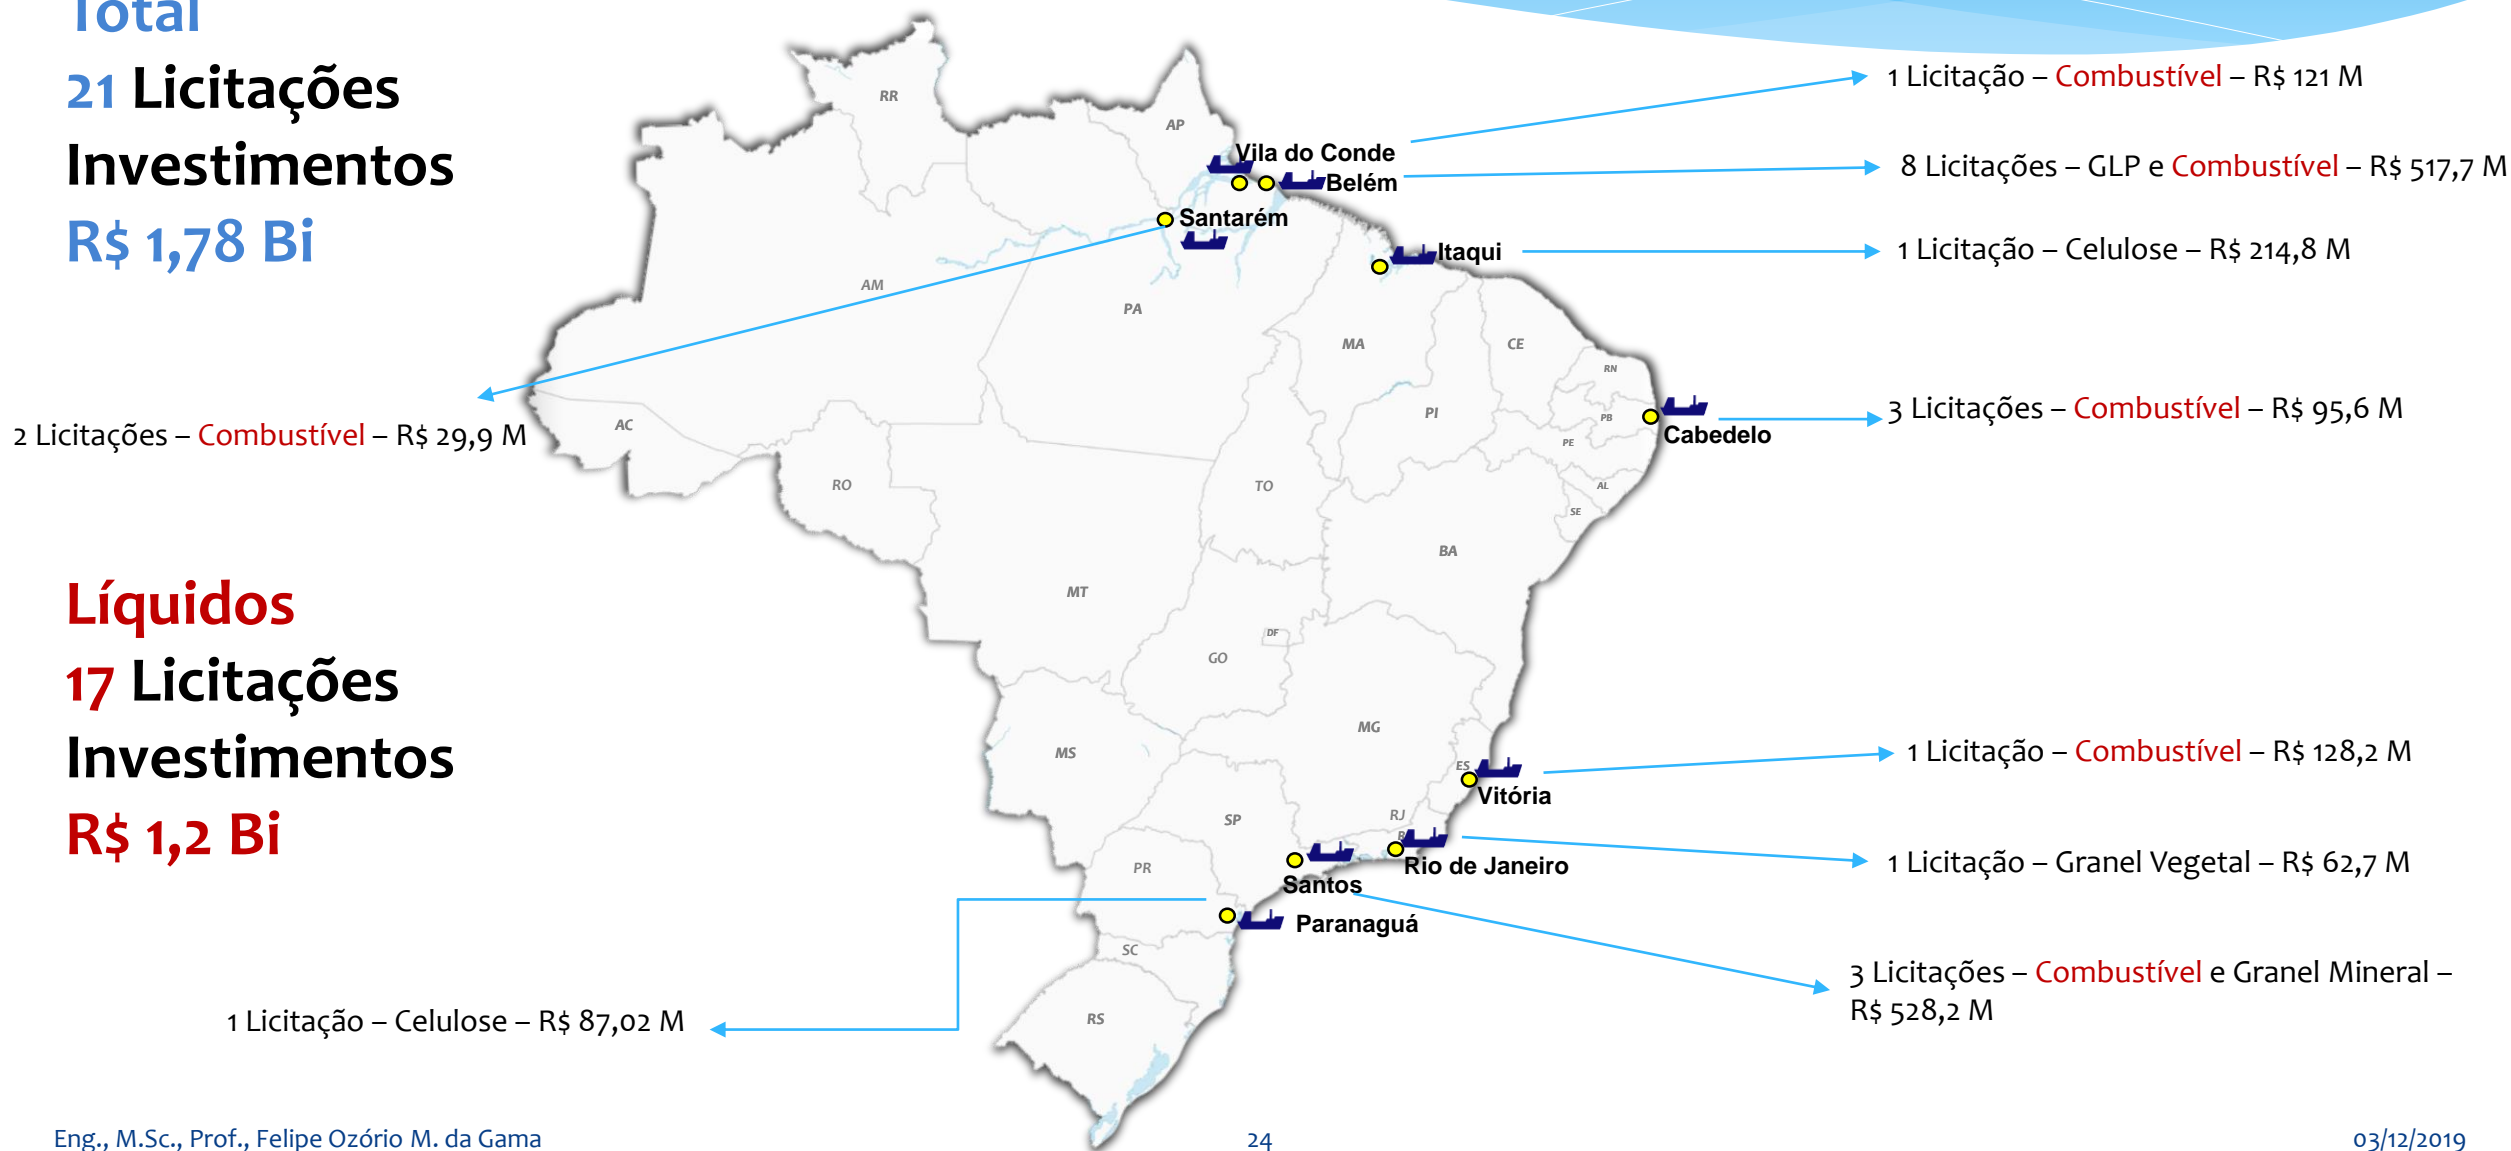 Total
21 Licitações
Investimentos
R$ 1,78 Bi
1 Licitação – Combustível – R$ 121 M
8 Licitações – GLP e Combustível – R$ 517,7 M
1 Licitação – Celulose – R$ 214,8 M
3 Licitações – Combustível – R$ 95,6 M
2 Licitações – Combustível – R$ 29,9 M
RR
AP
Vila do Conde
Belém
Santarém
Itaqui
AM
PA
MA
CE
RN
PI
PB
Cabedelo
PE
AC
RO
TO
AL
SE
BA
MT
DF
GO
MG
MS
ES
Vitória
SP
RJ
Rio de Janeiro
PR
Santos
Paranaguá
SC
RS
Líquidos
17 Licitações
Investimentos
R$ 1,2 Bi
1 Licitação – Combustível – R$ 128,2 M
1 Licitação – Granel Vegetal – R$ 62,7 M
3 Licitações – Combustível e Granel Mineral –
R$ 528,2 M
1 Licitação – Celulose – R$ 87,02 M
Eng., M.Sc., Prof., Felipe Ozório M. da Gama
24
03/12/2019